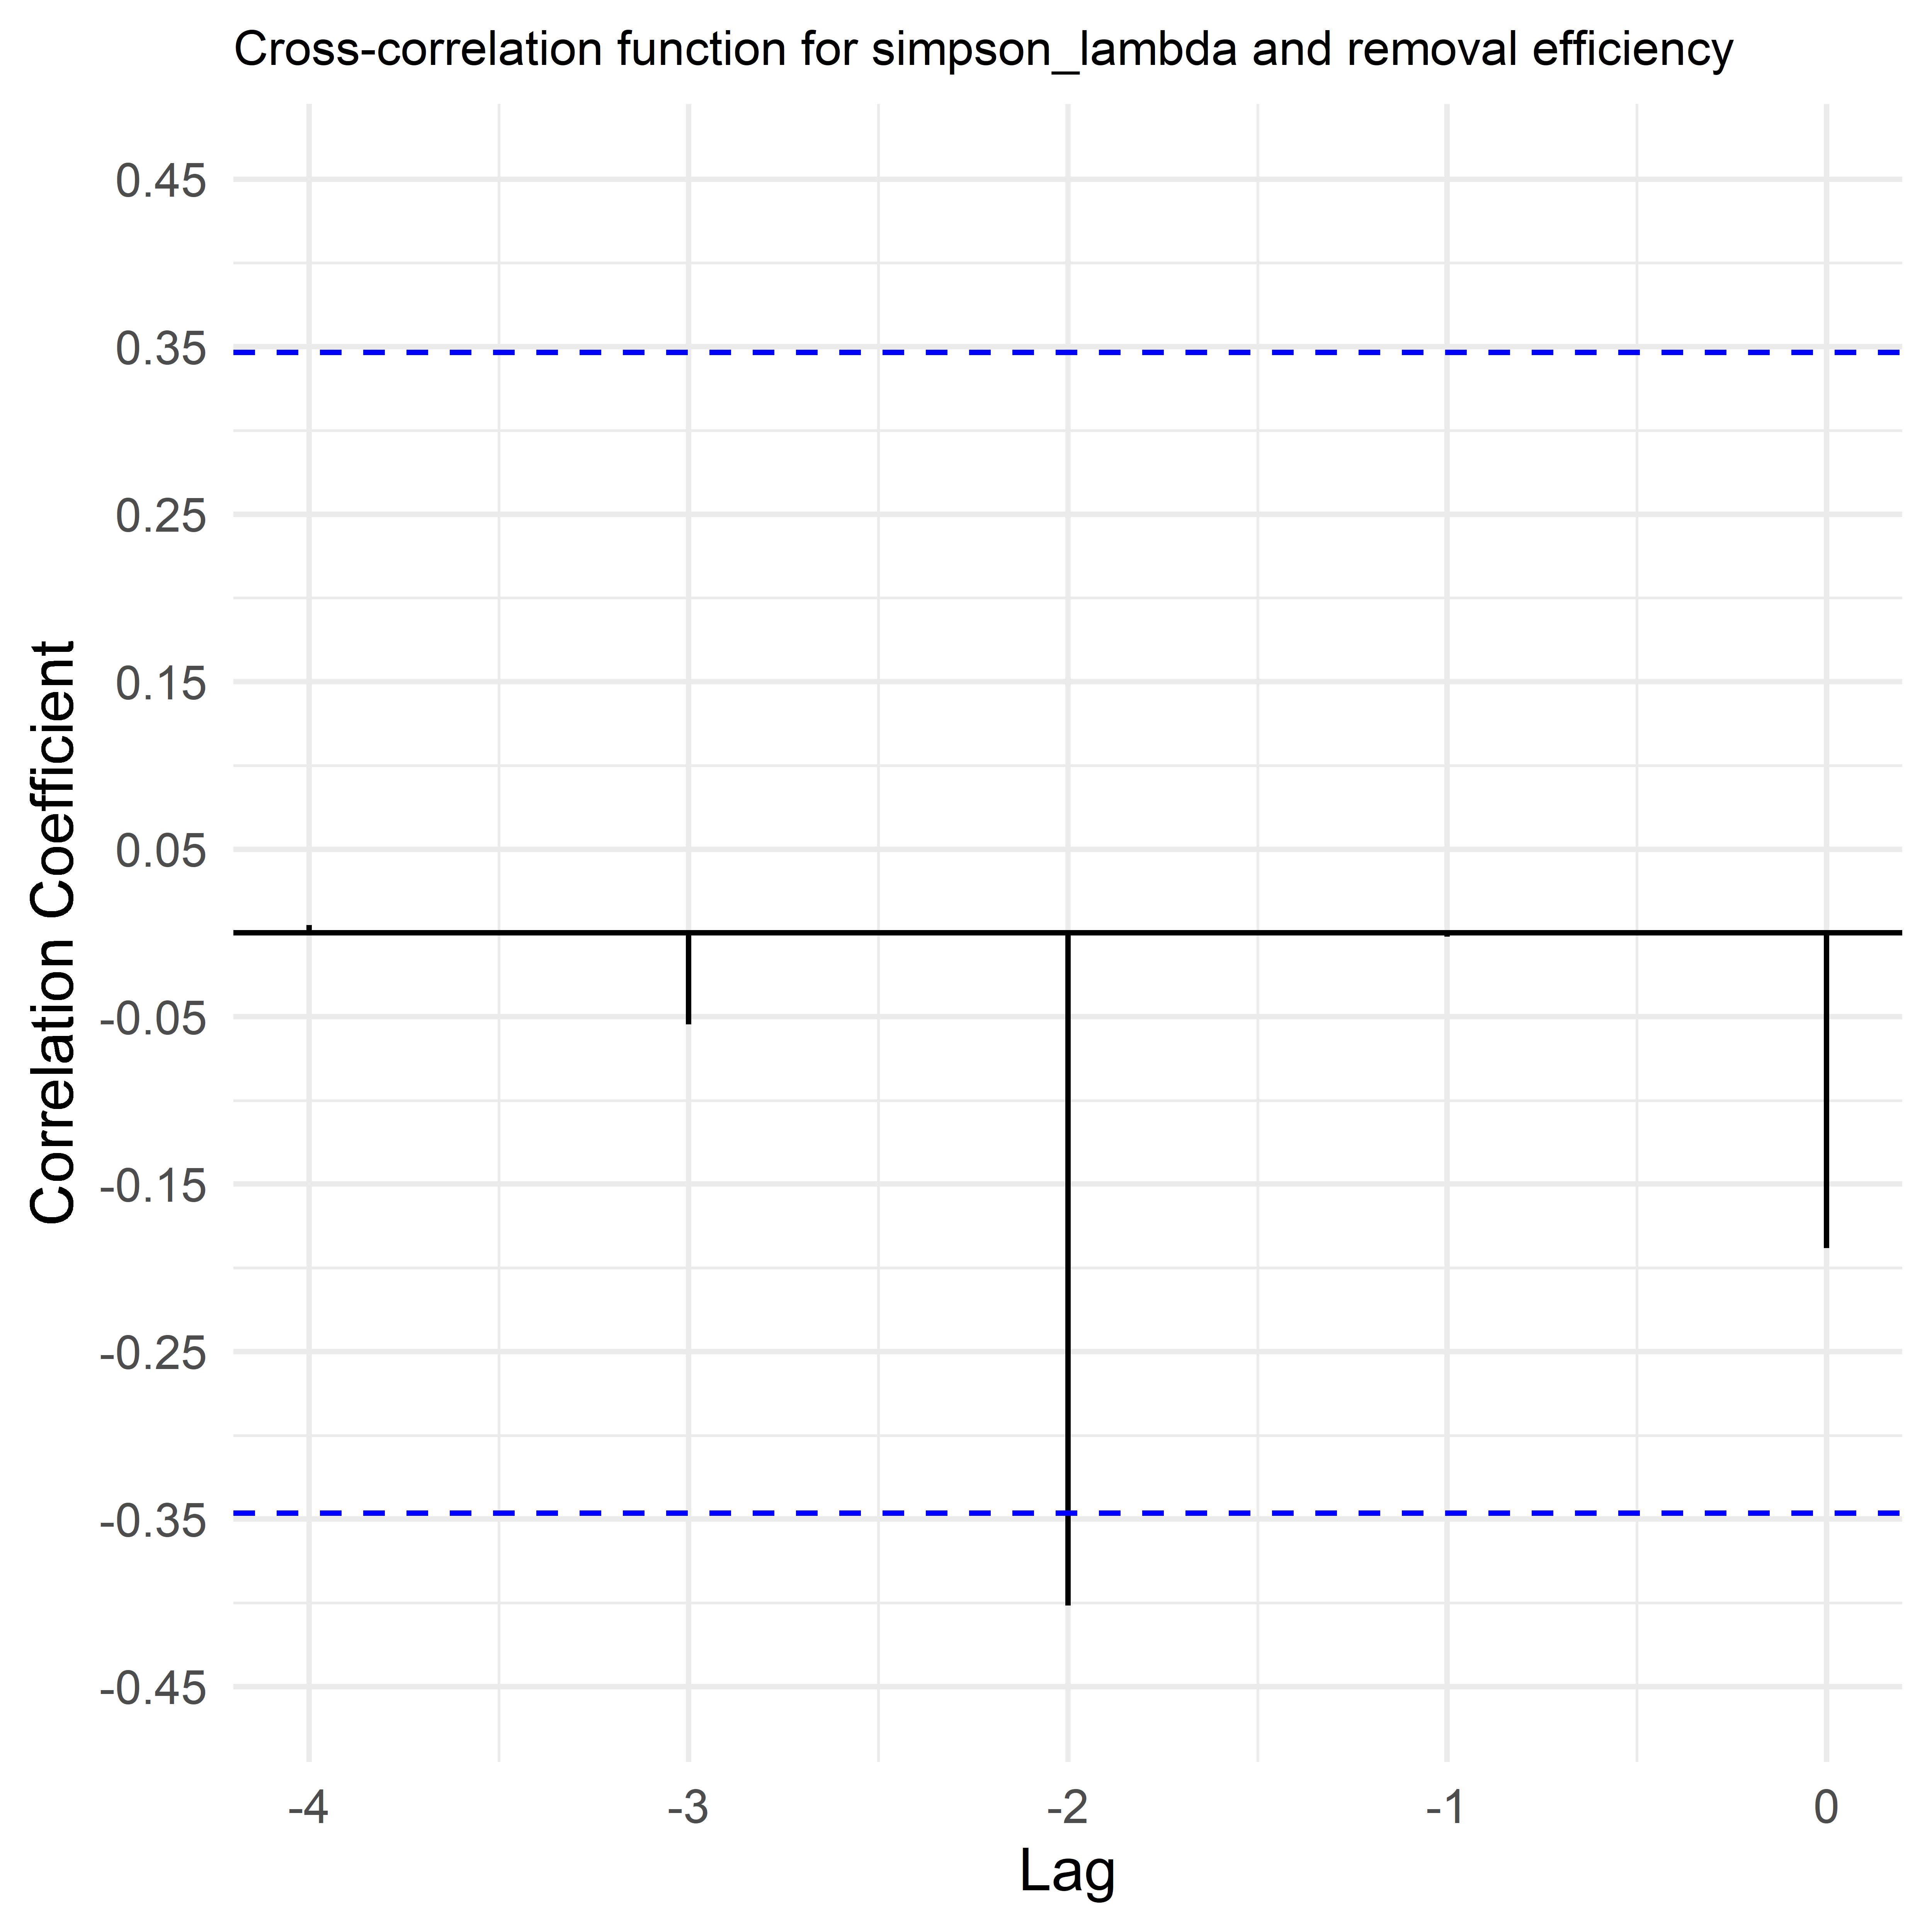 Cross-correlation function for simpson_lambda and removal efficiency
0.45
0.35
0.25
0.15
0.05
-0.05
-0.15
-0.25
-0.35
-0.45
Correlation Coefficient
-4 -3 -2 -1 0
Lag